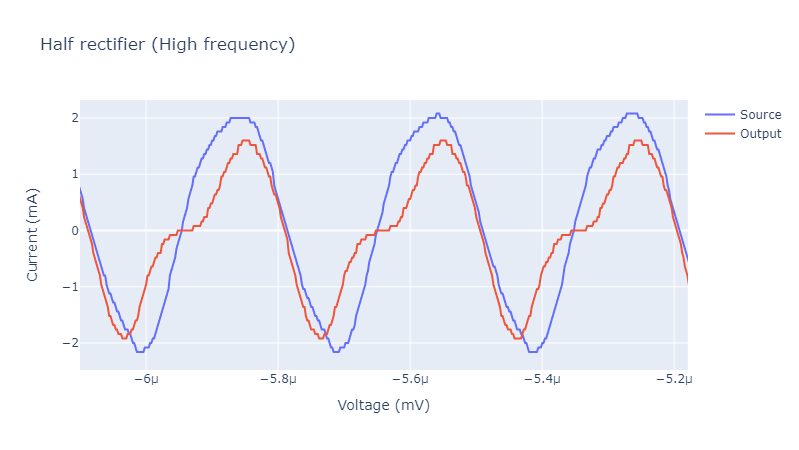 Half rectifier (High frequency)
Source
Output
Current (mA)
2
1
0
−1
−2
−6μ
−5.8μ
−5.6μ
−5.4μ
−5.2μ
Voltage (mV)